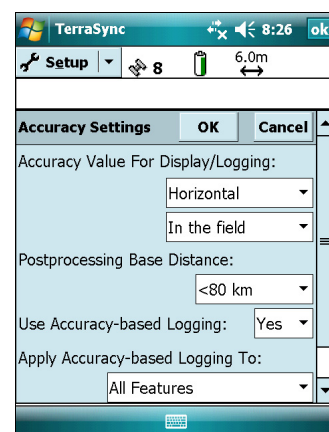 TerraSync 8:26 ok
Setup 8 6.0m
Accuracy Settings OK Cancel
Accuracy Value For Display/Logging:
Horizontal
In the field
Postprocessing Base Distance:
<80 km
Use Accuracy-based Logging: Yes
Apply Accuracy-based Logging To:
All Features